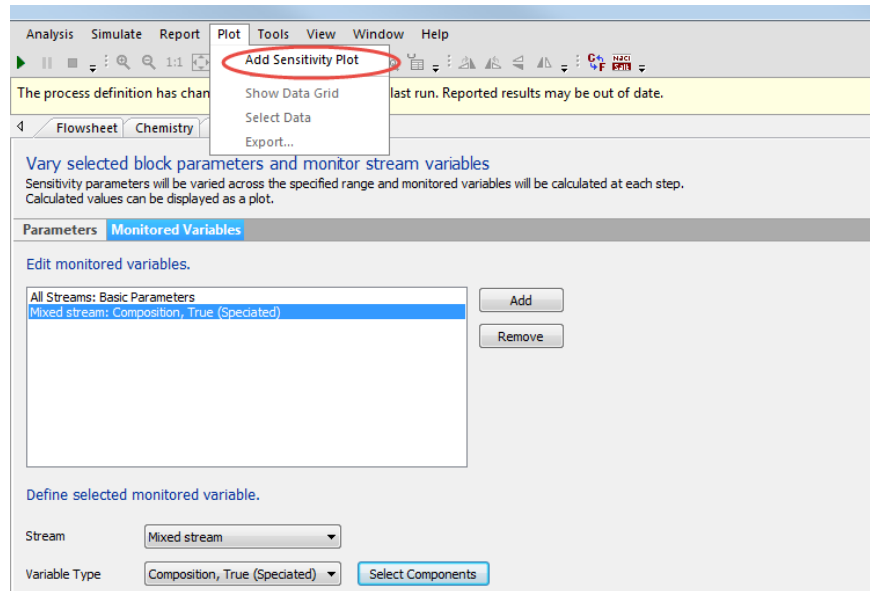 Analysis Simulate Report Plot Tools View Window Help
1:1
Add Sensitivity Plot
The process definition has chan last run. Reported results may be out of date.
Show Data Grid
Select Data
Export...
Flowsheet Chemistry
Vary selected block parameters and monitor stream variables
Sensitivity parameters will be varied across the specified range and monitored variables will be calculated at each step.
Calculated values can be displayed as a plot.
Parameters Monitored Variables
Edit monitored variables.
All Streams: Basic Parameters
Mixed stream: Composition, True (Speciated)
Add
Remove
Define selected monitored variable.
Stream Mixed stream
Variable Type Composition, True (Speciated) Select Components